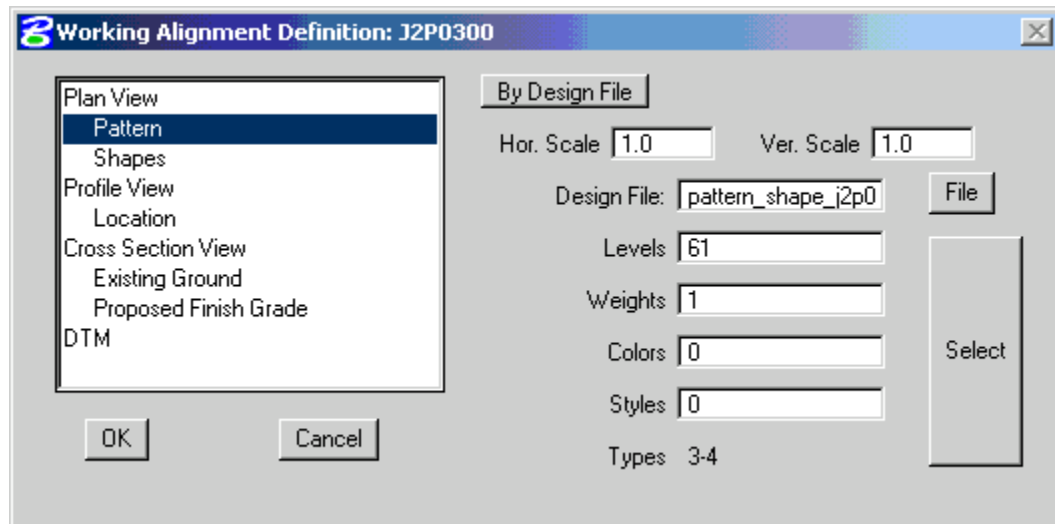 Working Alignment Definition: J2P0300
Plan View
Pattern
Shapes
Profile View
Location
Cross Section View
Existing Ground
Proposed Finish Grade
DTM
OK
Cancel
By Design File
Hor. Scale 1.0 Ver. Scale 1.0
Design File: pattern_shape_j2p0 File
Levels 61
Weights 1
Colors 0
Styles 0
Types 3-4
Select